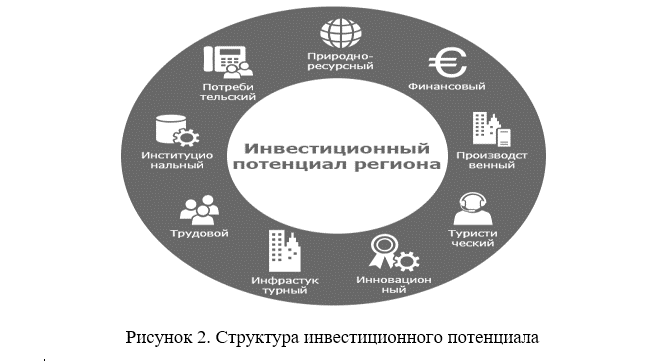 Природно-
ресурсный
Финансовый
Производст
венный
Туристи
ческий
Инновацион
ный
Инфрастук
турный
Трудовой
Институцио
нальный
Потреби
тельский
Инвестиционный
потенциал региона
Рисунок 2. Структура инвестиционного потенциала